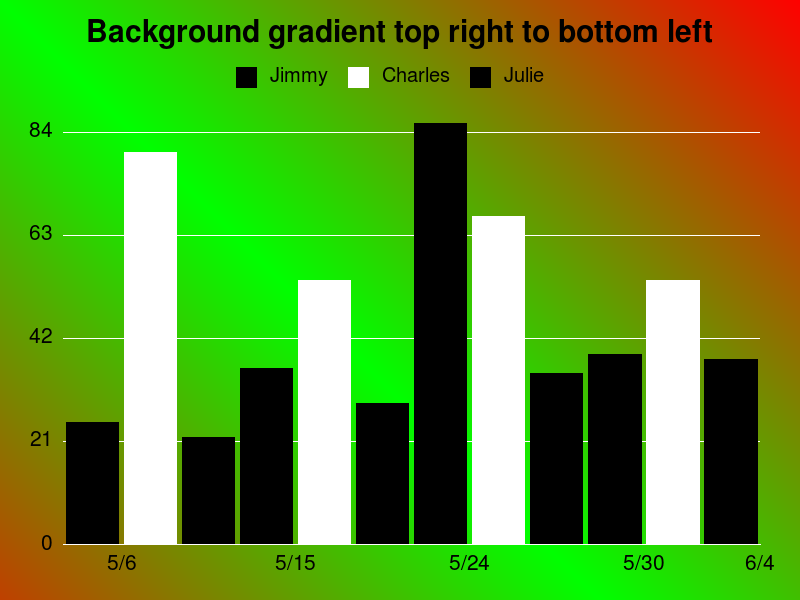 Background gradient top right to bottom left
Jimmy Charles Julie
84
63
42
21
0
5/6 5/15 5/24 5/30 6/4